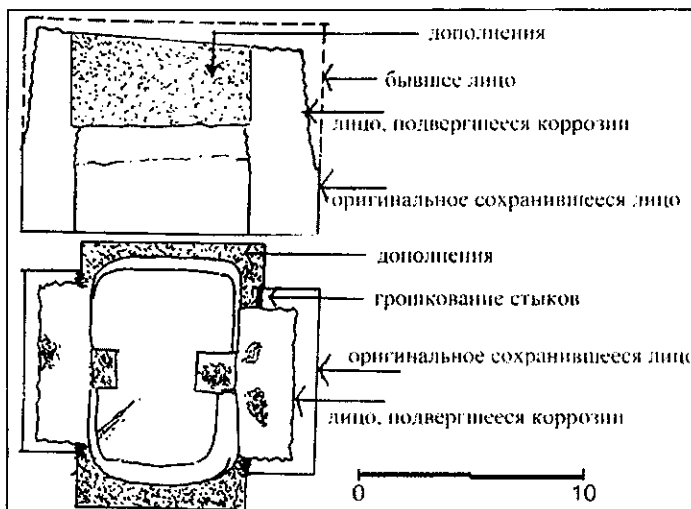 дополнения
бывшее лицо
лицо, подвергшееся коррозии
оригинальное сохранившееся лицо
дополнения
грошкование стыков
оригинальное сохранившееся лицо
лицо, подвергшееся коррозии
0 10